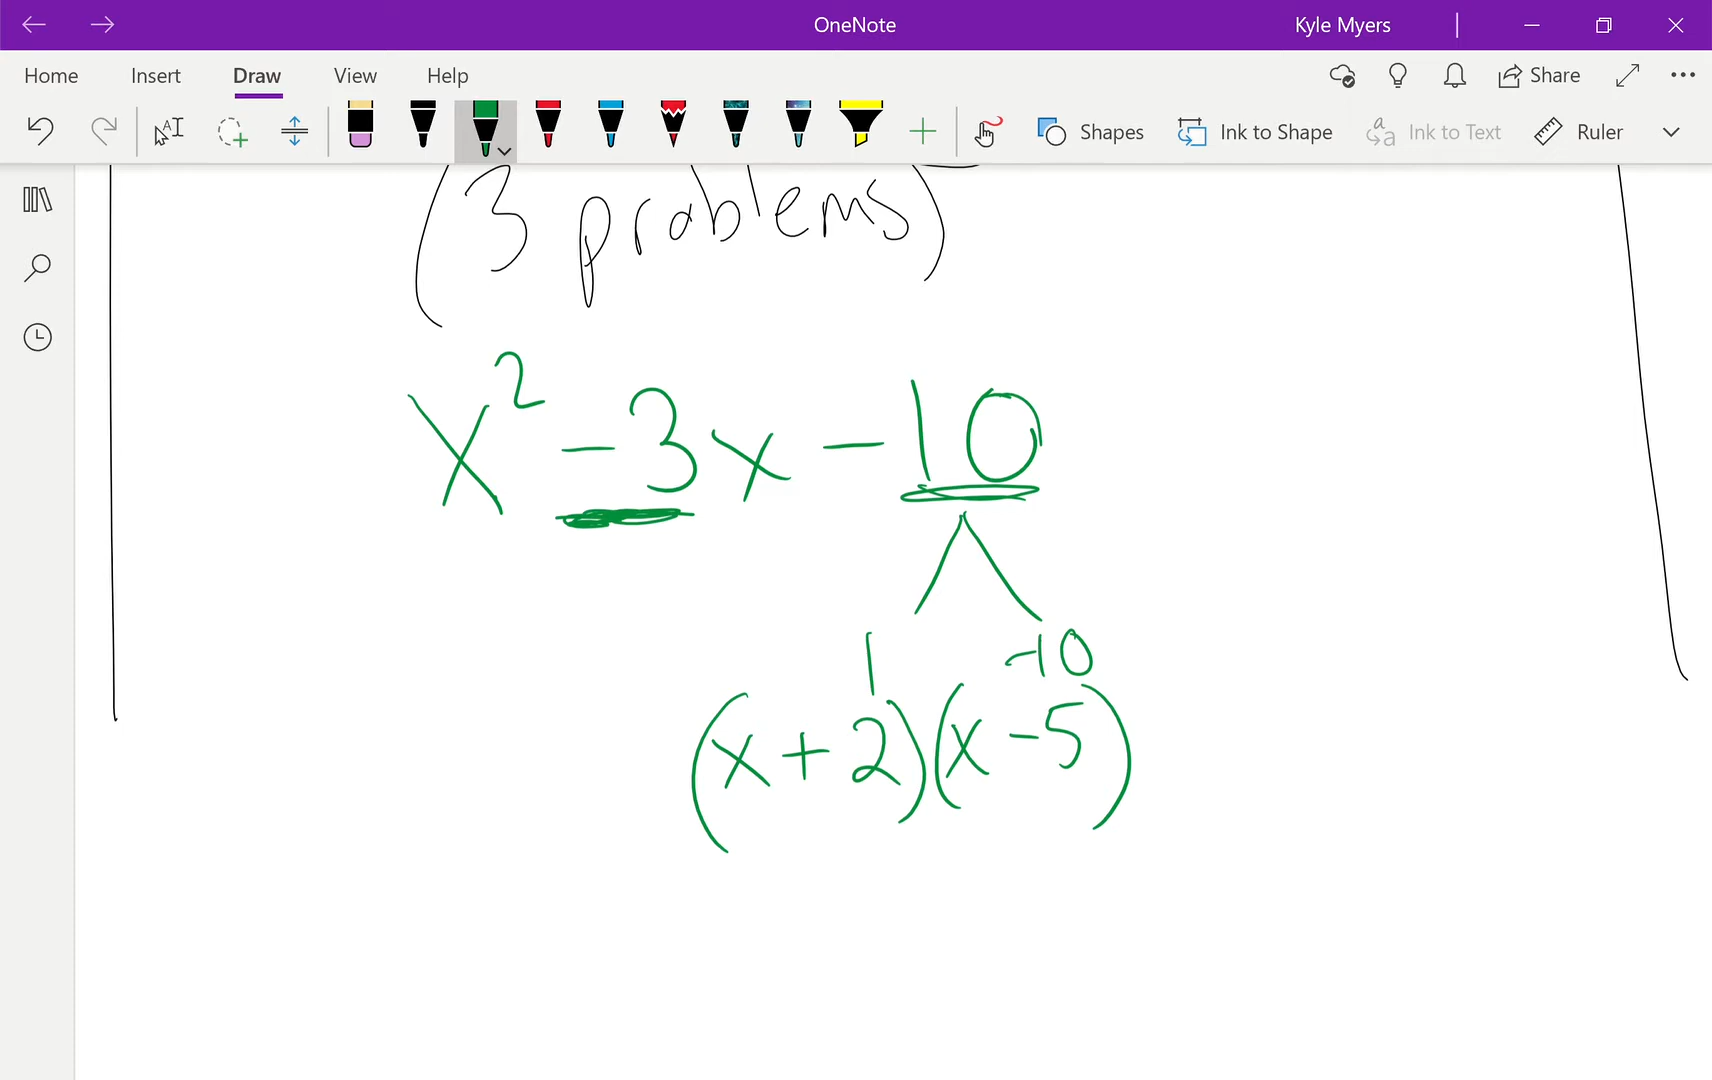 OneNote
Kyle Myers
Home Insert Draw View Help
Share
Shapes Ink to Shape Ink to Text Ruler
(3 problems)
x² - 3x - 10
1 -10
(x + 2)(x - 5)